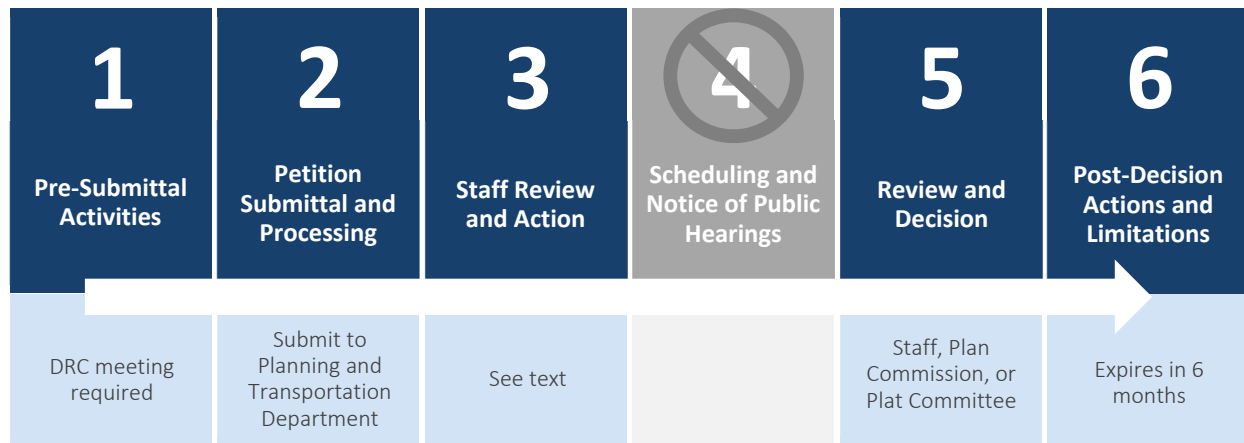 1
Pre-Submittal
Activities
DRC meeting
required
2
Petition
Submittal and
Processing
Submit to
Planning and
Transportation
Department
3
Staff Review
and Action
See text
4
Scheduling and
Notice of Public
Hearings
5
Review and
Decision
Staff, Plan
Commission, or
Plat Committee
6
Post-Decision
Actions and
Limitations
Expires in 6
months